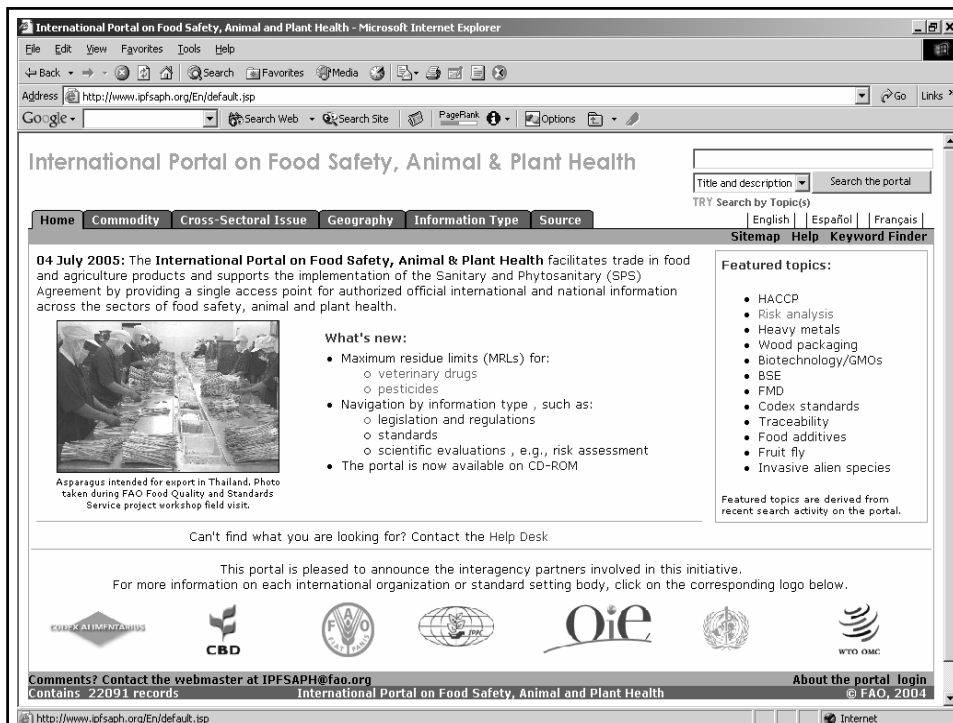 International Portal on Food Safety, Animal and Plant Health - Microsoft Internet Explorer
File Edit View Favorites Tools Help
Back Search Favorites Media
Address http://www.ipfsaph.org/En/default.jsp Go Links »
Google Search Web Search Site PageRank Options
International Portal on Food Safety, Animal & Plant Health
Title and description Search the portal
TRY Search by Topic(s)
Home Commodity Cross-Sectoral Issue Geography Information Type Source
English | Español | Français
Sitemap Help Keyword Finder
04 July 2005: The International Portal on Food Safety, Animal & Plant Health facilitates trade in food
and agriculture products and supports the implementation of the Sanitary and Phytosanitary (SPS)
Agreement by providing a single access point for authorized official international and national information
across the sectors of food safety, animal and plant health.
Asparagus intended for export in Thailand. Photo
taken during FAO Food Quality and Standards
Service project workshop field visit.
What's new:
• Maximum residue limits (MRLs) for:
o veterinary drugs
o pesticides
• Navigation by information type , such as:
o legislation and regulations
o standards
o scientific evaluations , e.g., risk assessment
• The portal is now available on CD-ROM
Featured topics:
• HACCP
• Risk analysis
• Heavy metals
• Wood packaging
• Biotechnology/GMOs
• BSE
• FMD
• Codex standards
• Traceability
• Food additives
• Fruit fly
• Invasive alien species
Featured topics are derived from
recent search activity on the portal.
Can't find what you are looking for? Contact the Help Desk
This portal is pleased to announce the interagency partners involved in this initiative.
For more information on each international organization or standard setting body, click on the corresponding logo below.
CODEX ALIMENTARIUS
CBD
FAO FIAT PANIS
IPPC
Oie
WTO OMC
Comments? Contact the webmaster at IPFSAPH@fao.org About the portal login
Contains 22091 records International Portal on Food Safety, Animal and Plant Health © FAO, 2004
http://www.ipfsaph.org/En/default.jsp Internet